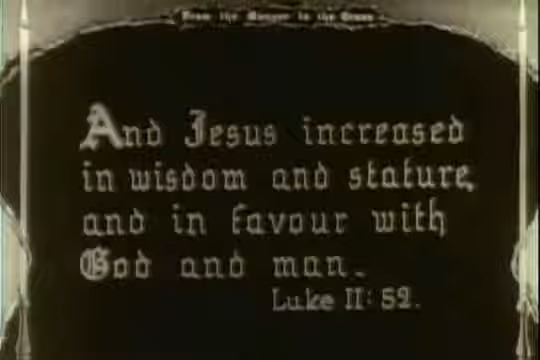 From the Manger to the Cross
And Jesus increased
in wisdom and stature,
and in favour with
God and man.
Luke II: 52.